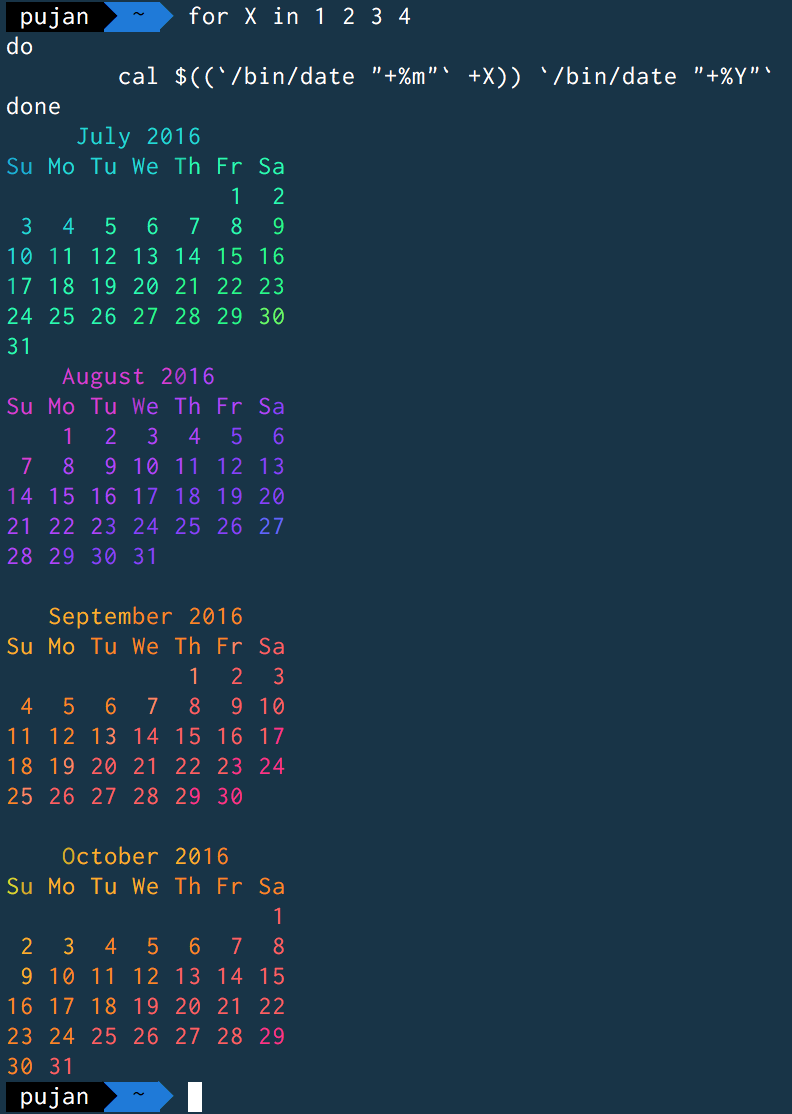 pujan ~ for X in 1 2 3 4
do
        cal $((`/bin/date "+%m"` +X)) `/bin/date "+%Y"`
done
     July 2016
Su Mo Tu We Th Fr Sa
                1  2
 3  4  5  6  7  8  9
10 11 12 13 14 15 16
17 18 19 20 21 22 23
24 25 26 27 28 29 30
31
    August 2016
Su Mo Tu We Th Fr Sa
    1  2  3  4  5  6
 7  8  9 10 11 12 13
14 15 16 17 18 19 20
21 22 23 24 25 26 27
28 29 30 31

   September 2016
Su Mo Tu We Th Fr Sa
             1  2  3
 4  5  6  7  8  9 10
11 12 13 14 15 16 17
18 19 20 21 22 23 24
25 26 27 28 29 30

    October 2016
Su Mo Tu We Th Fr Sa
                   1
 2  3  4  5  6  7  8
 9 10 11 12 13 14 15
16 17 18 19 20 21 22
23 24 25 26 27 28 29
30 31
pujan ~